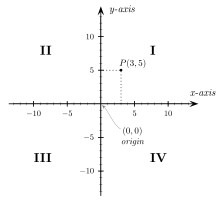 y-axis
10
II
I
P(3,5)
5
x-axis
−10
−5
5
10
−5
(0,0)
origin
III
IV
−10